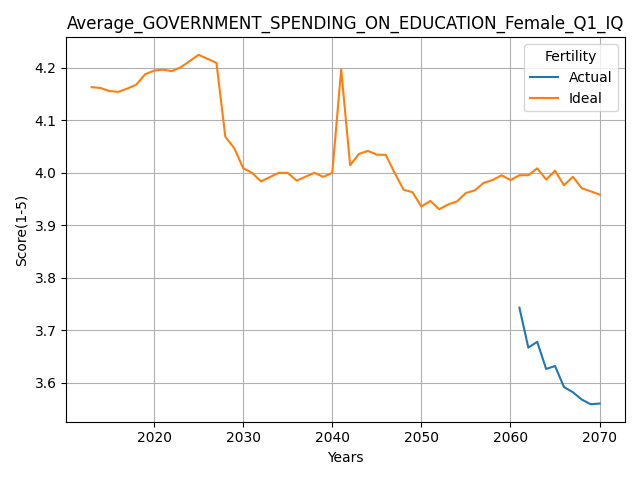 Average_GOVERNMENT_SPENDING_ON_EDUCATION_Female_Q1_IQ
Fertility
Actual
Ideal
Score(1-5)
4.2
4.1
4.0
3.9
3.8
3.7
3.6
2020 2030 2040 2050 2060 2070
Years